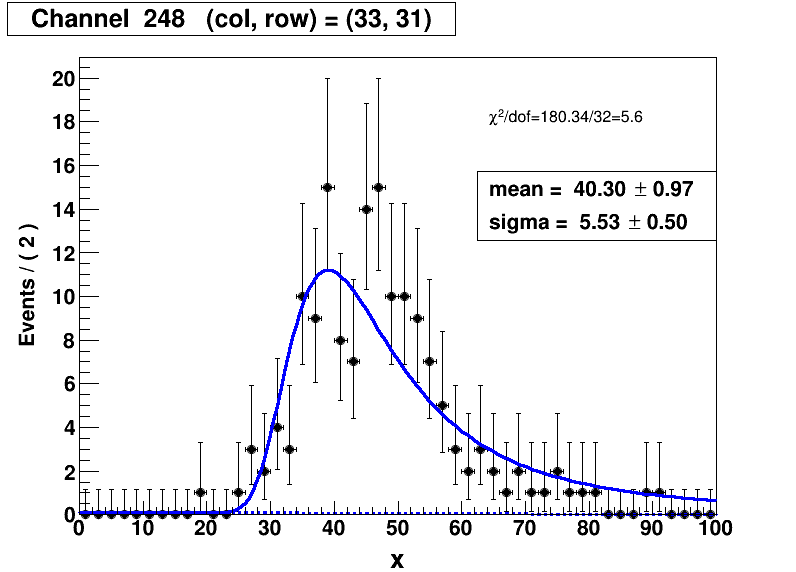 Channel 248 (col, row) = (33, 31)
20
18
16
14
12
10
8
6
4
2
0
Events / ( 2 )
χ²/dof=180.34/32=5.6
mean = 40.30 ± 0.97
sigma = 5.53 ± 0.50
0 10 20 30 40 50 60 70 80 90 100
x